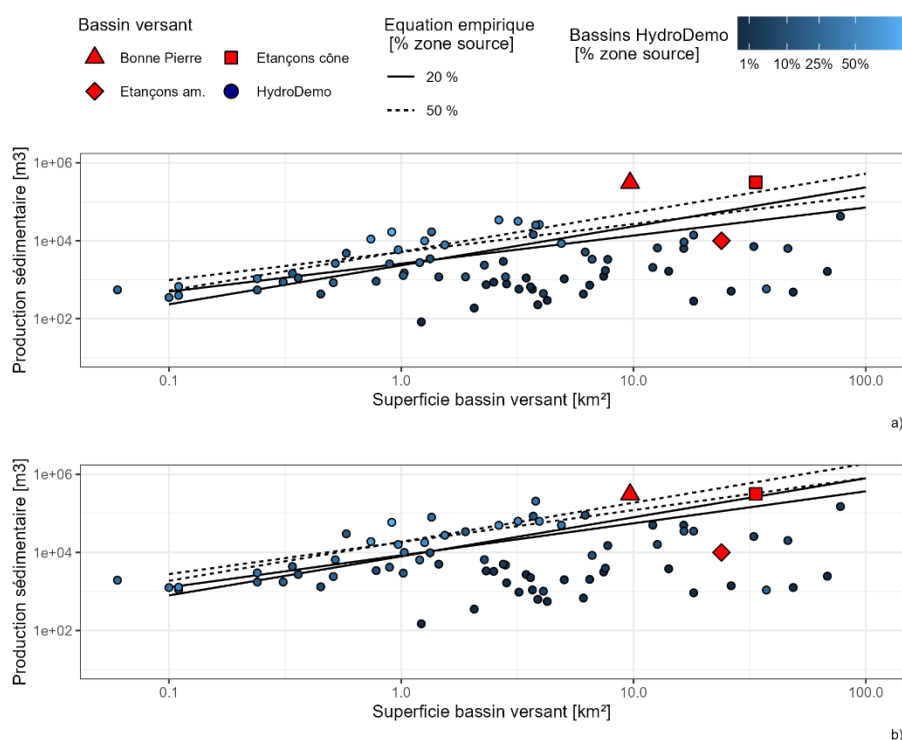 Bassin versant
Bonne Pierre
Etançons cône
Etançons am.
HydroDemo
Equation empirique
[% zone source]
20 %
50 %
Bassins HydroDemo
[% zone source]
1% 10% 25% 50%
Production sédimentaire [m3]
1e+06
1e+04
1e+02
0.1 1.0 10.0 100.0
Superficie bassin versant [km²]
a)
Production sédimentaire [m3]
1e+06
1e+04
1e+02
0.1 1.0 10.0 100.0
Superficie bassin versant [km²]
b)